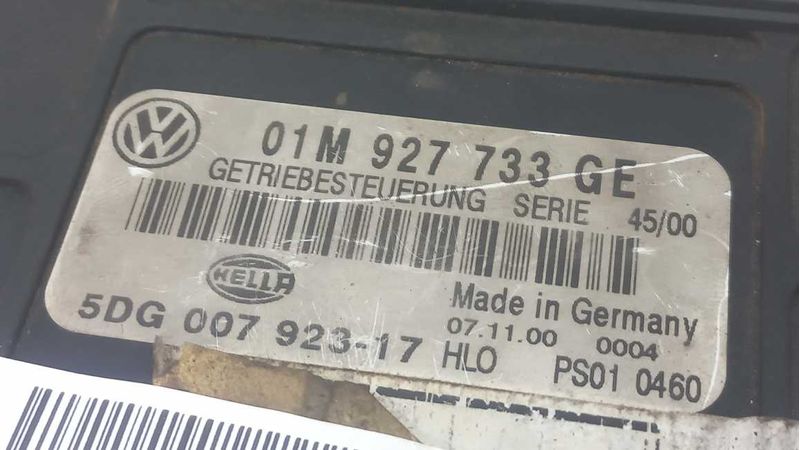 VW
01M 927 733 GE
GETRIEBESTEUERUNG SERIE 45/00
HELLA
Made in Germany
07.11.00 0004
5DG 007 923-17 HLO PS01 0460